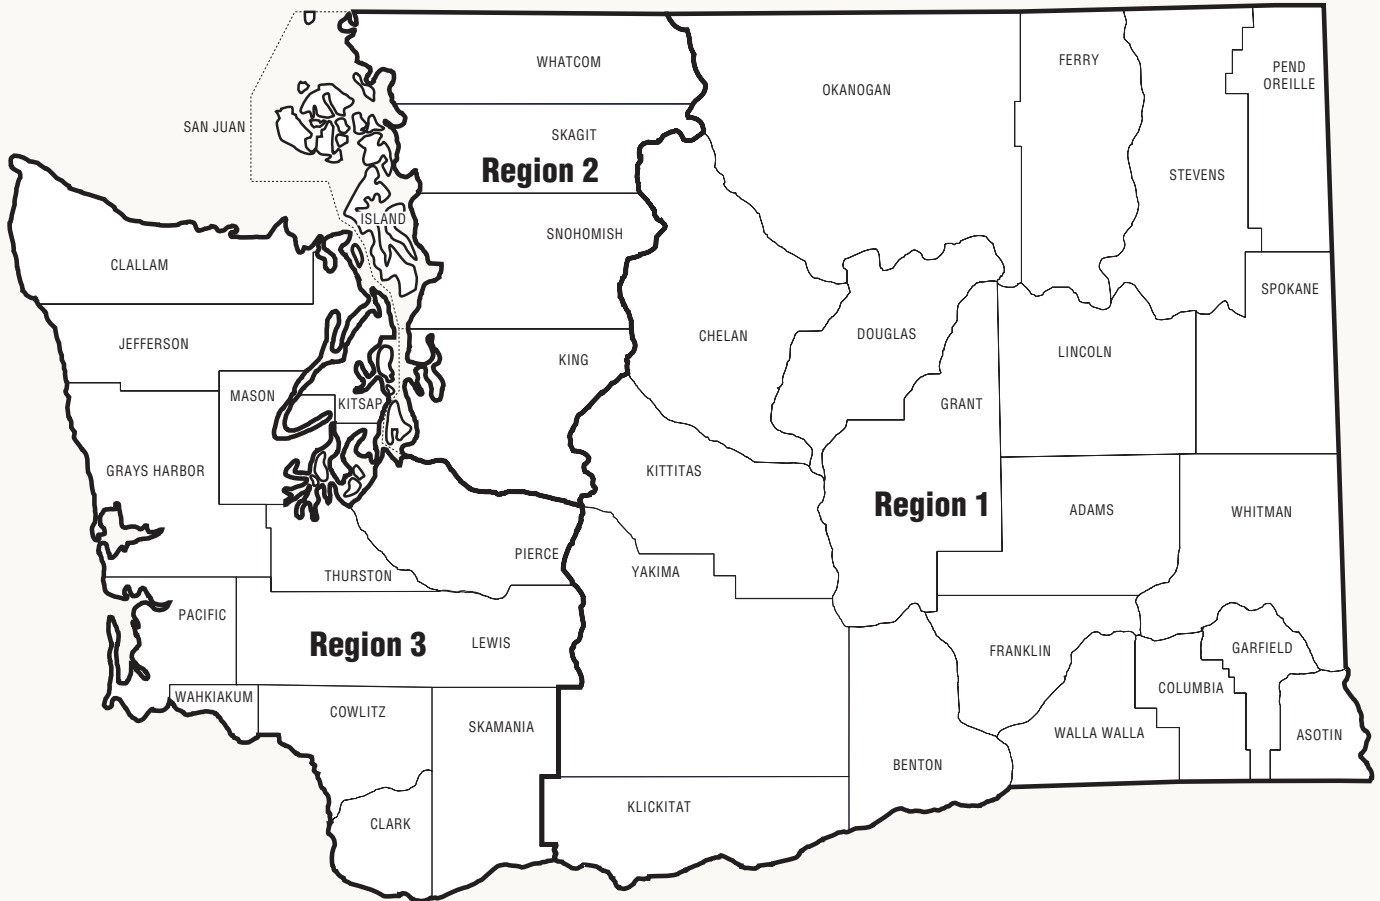 WHATCOM
FERRY
PEND
OREILLE
OKANOGAN
SAN JUAN
SKAGIT
Region 2
STEVENS
ISLAND
SNOHOMISH
CLALLAM
SPOKANE
CHELAN
DOUGLAS
JEFFERSON
KING
LINCOLN
MASON
KITSAP
GRANT
GRAYS HARBOR
KITTITAS
Region 1
ADAMS
WHITMAN
PIERCE
THURSTON
YAKIMA
PACIFIC
Region 3
LEWIS
FRANKLIN
GARFIELD
WAHKIAKUM
COWLITZ
SKAMANIA
COLUMBIA
WALLA WALLA
ASOTIN
BENTON
KLICKITAT
CLARK